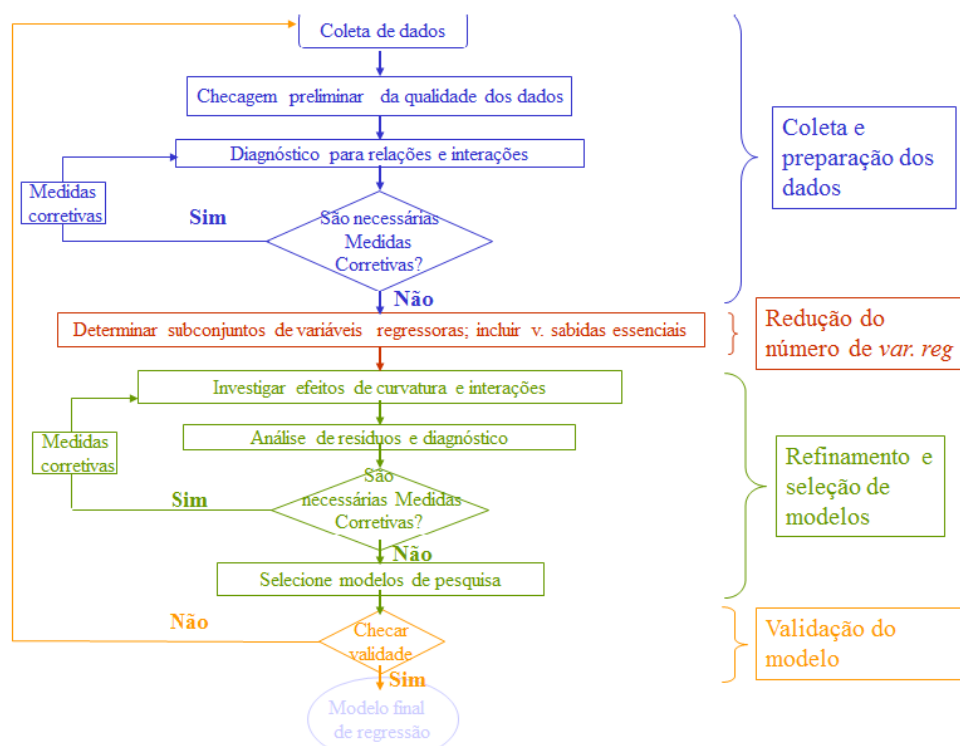 Coleta de dados
Checagem preliminar da qualidade dos dados
Diagnóstico para relações e interações
Medidas
corretivas
Sim
São necessárias
Medidas
Corretivas?
Não
Coleta e
preparação dos
dados
Determinar subconjuntos de variáveis regressoras; incluir v. sabidas essenciais
Redução do
número de var. reg
Investigar efeitos de curvatura e interações
Análise de resíduos e diagnóstico
Medidas
corretivas
Sim
São
necessárias Medidas
Corretivas?
Não
Selecione modelos de pesquisa
Refinamento e
seleção de
modelos
Não
Checar
validade
Sim
Validação do
modelo
Modelo final
de regressão